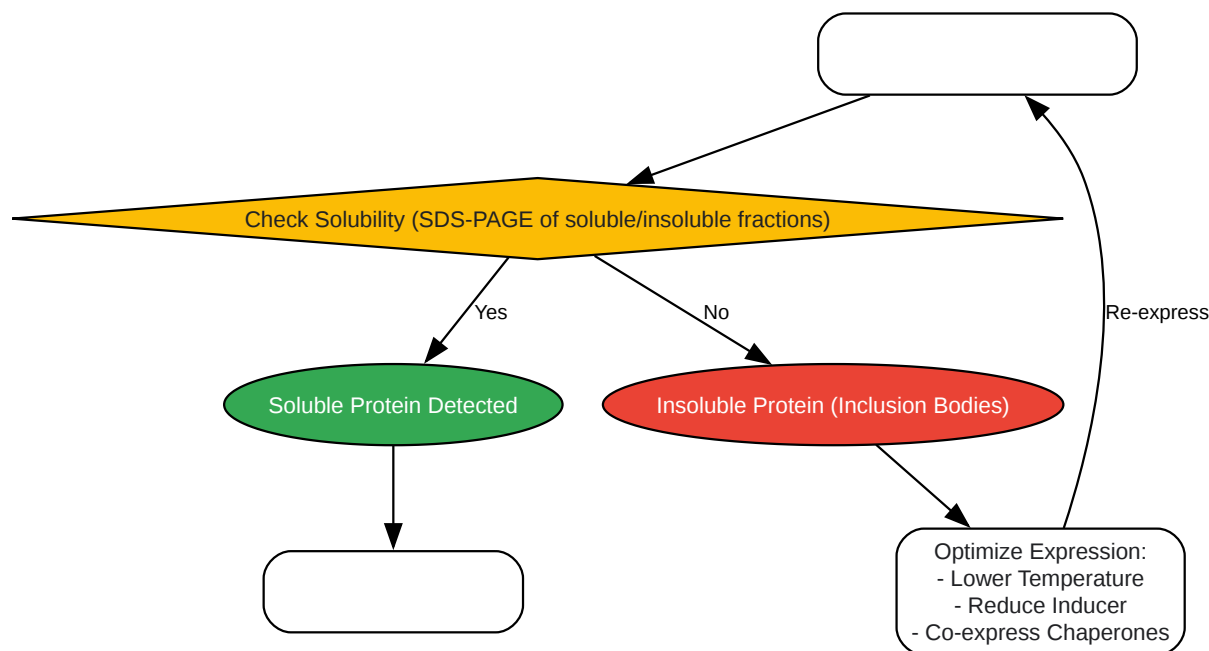 Check Solubility (SDS-PAGE of soluble/insoluble fractions)
Yes
No
Re-express
Soluble Protein Detected
Insoluble Protein (Inclusion Bodies)
Optimize Expression:
- Lower Temperature
- Reduce Inducer
- Co-express Chaperones